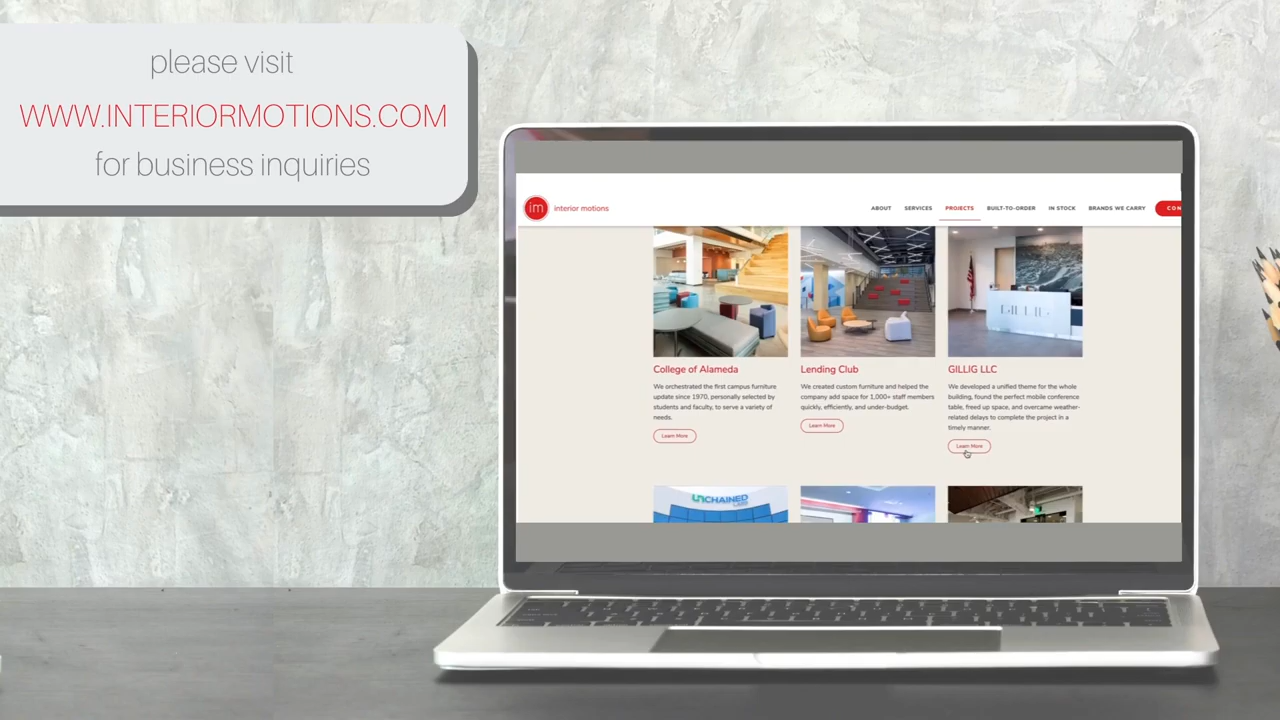 please visit
WWW.INTERIORMOTIONS.COM
for business inquiries
im interior motions
ABOUT SERVICES PROJECTS BUILT-TO-ORDER IN STOCK BRANDS WE CARRY CON
GILLIG
College of Alameda
We orchestrated the first campus furniture
update since 1970, personally selected by
students and faculty, to serve a variety of
needs.
Learn More
Lending Club
We created custom furniture and helped the
company add space for 1,000+ staff members
quickly, efficiently, and under-budget.
Learn More
GILLIG LLC
We developed a unified theme for the whole
building, found the perfect mobile conference
table, freed up space, and overcame weather-
related delays to complete the project in a
timely manner.
Learn More
UNCHAINED